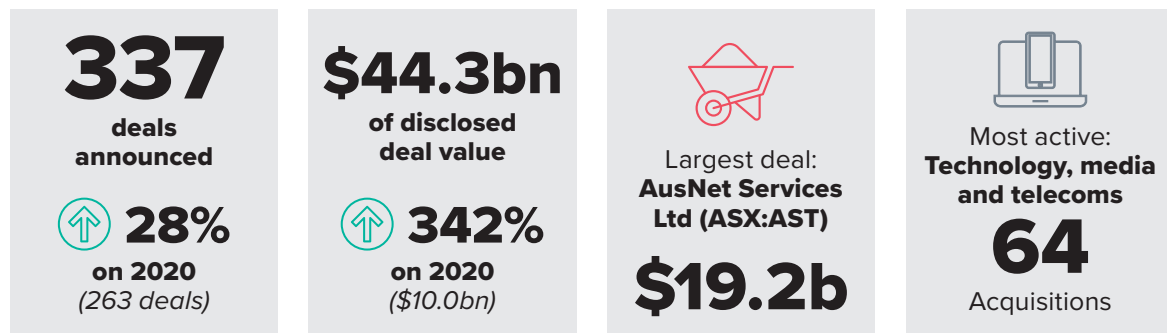 337
deals
announced
28%
on 2020
(263 deals)
$44.3bn
of disclosed
deal value
342%
on 2020
($10.0bn)
Largest deal:
AusNet Services
Ltd (ASX:AST)
$19.2b
Most active:
Technology, media
and telecoms
64
Acquisitions